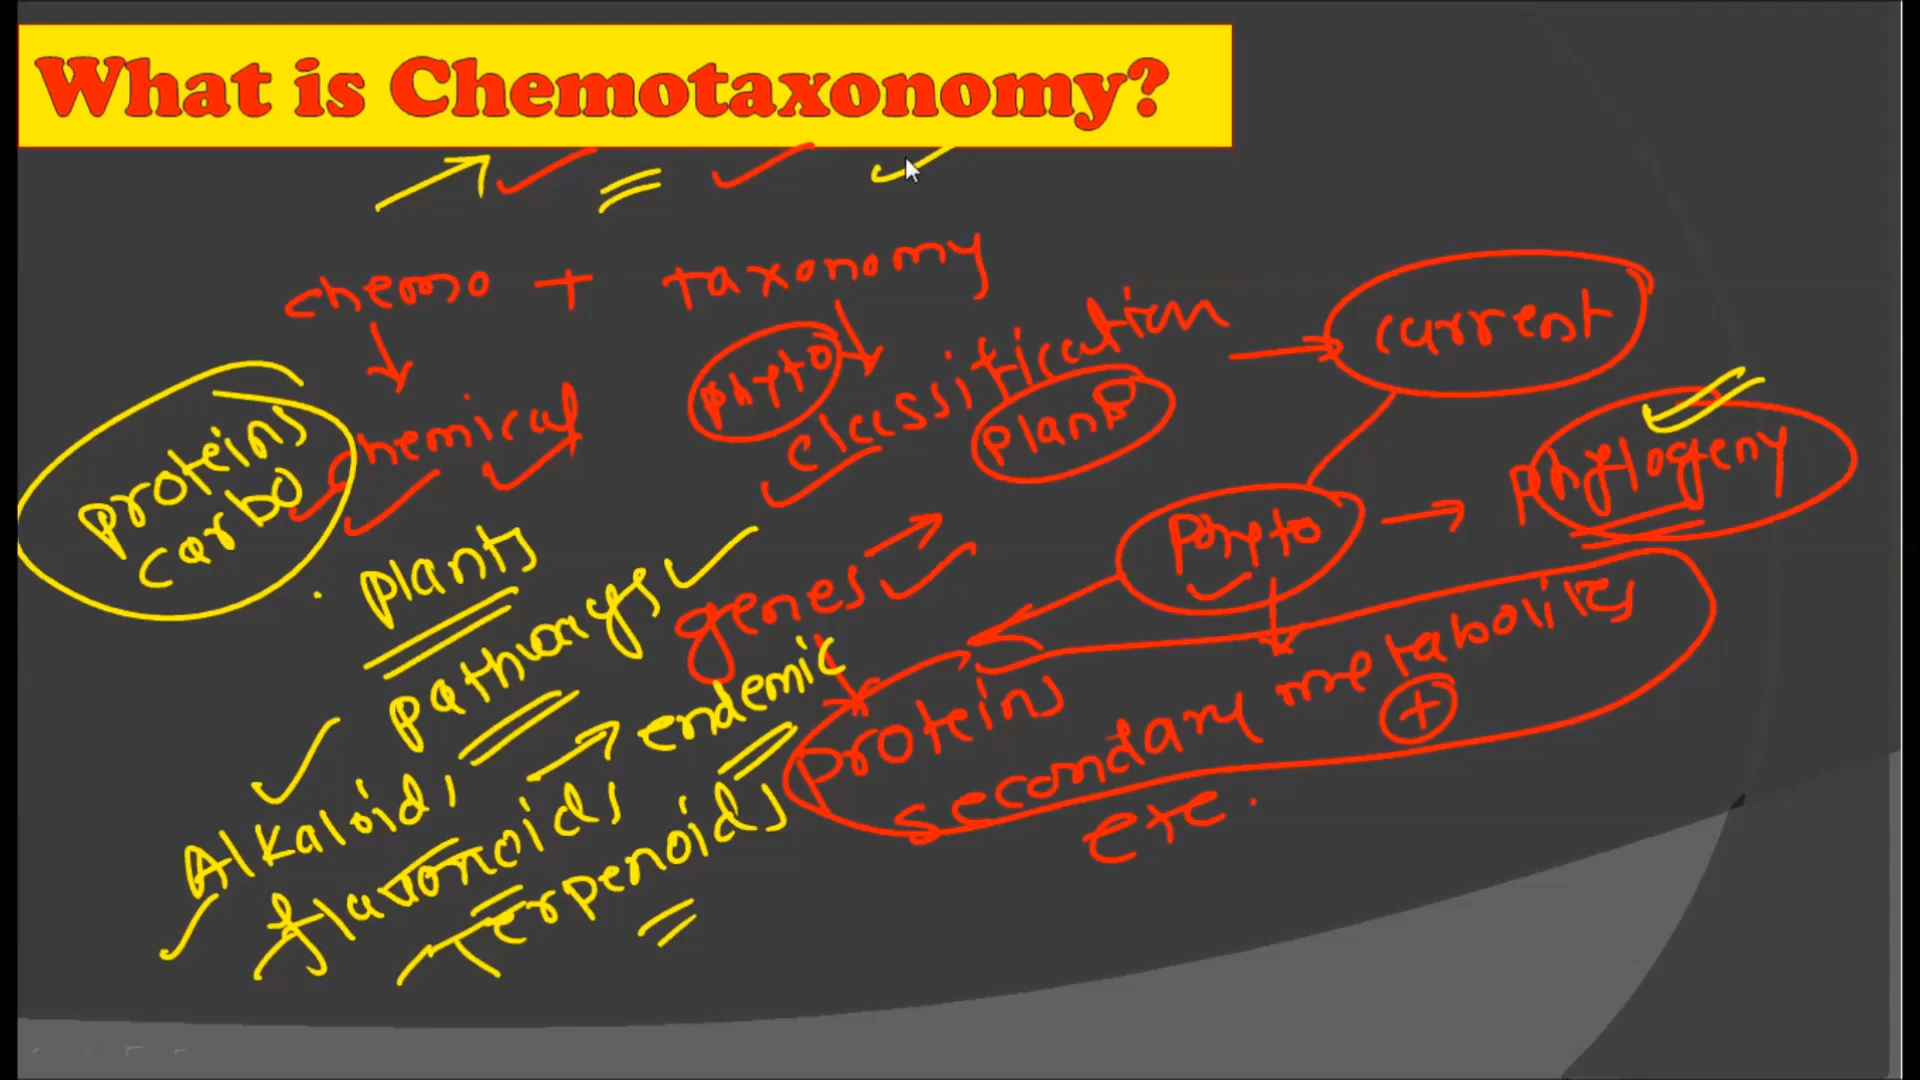 What is Chemotaxonomy?
chemo + taxonomy
phyto
classification
current
plants
chemical
proteins
carbo
phylogeny
Phyto
plants
pathways
genes
endemic
proteins
secondary metabolites
+
etc.
Alkaloids
flavonoids
Terpenoids